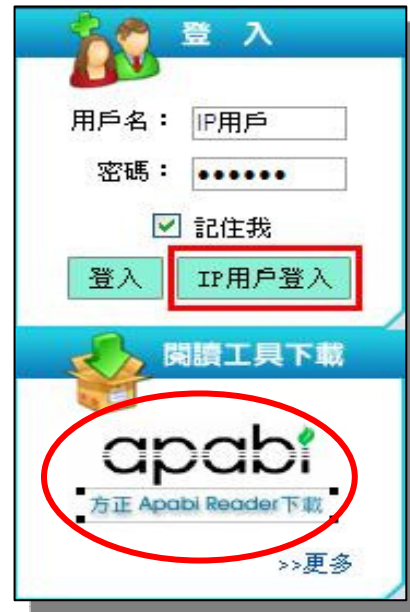 登 入
用戶名：IP用戶
密碼：••••••
記住我
登入 IP用戶登入
閱讀工具下載
apabi
方正 Apabi Reader下載
>>更多